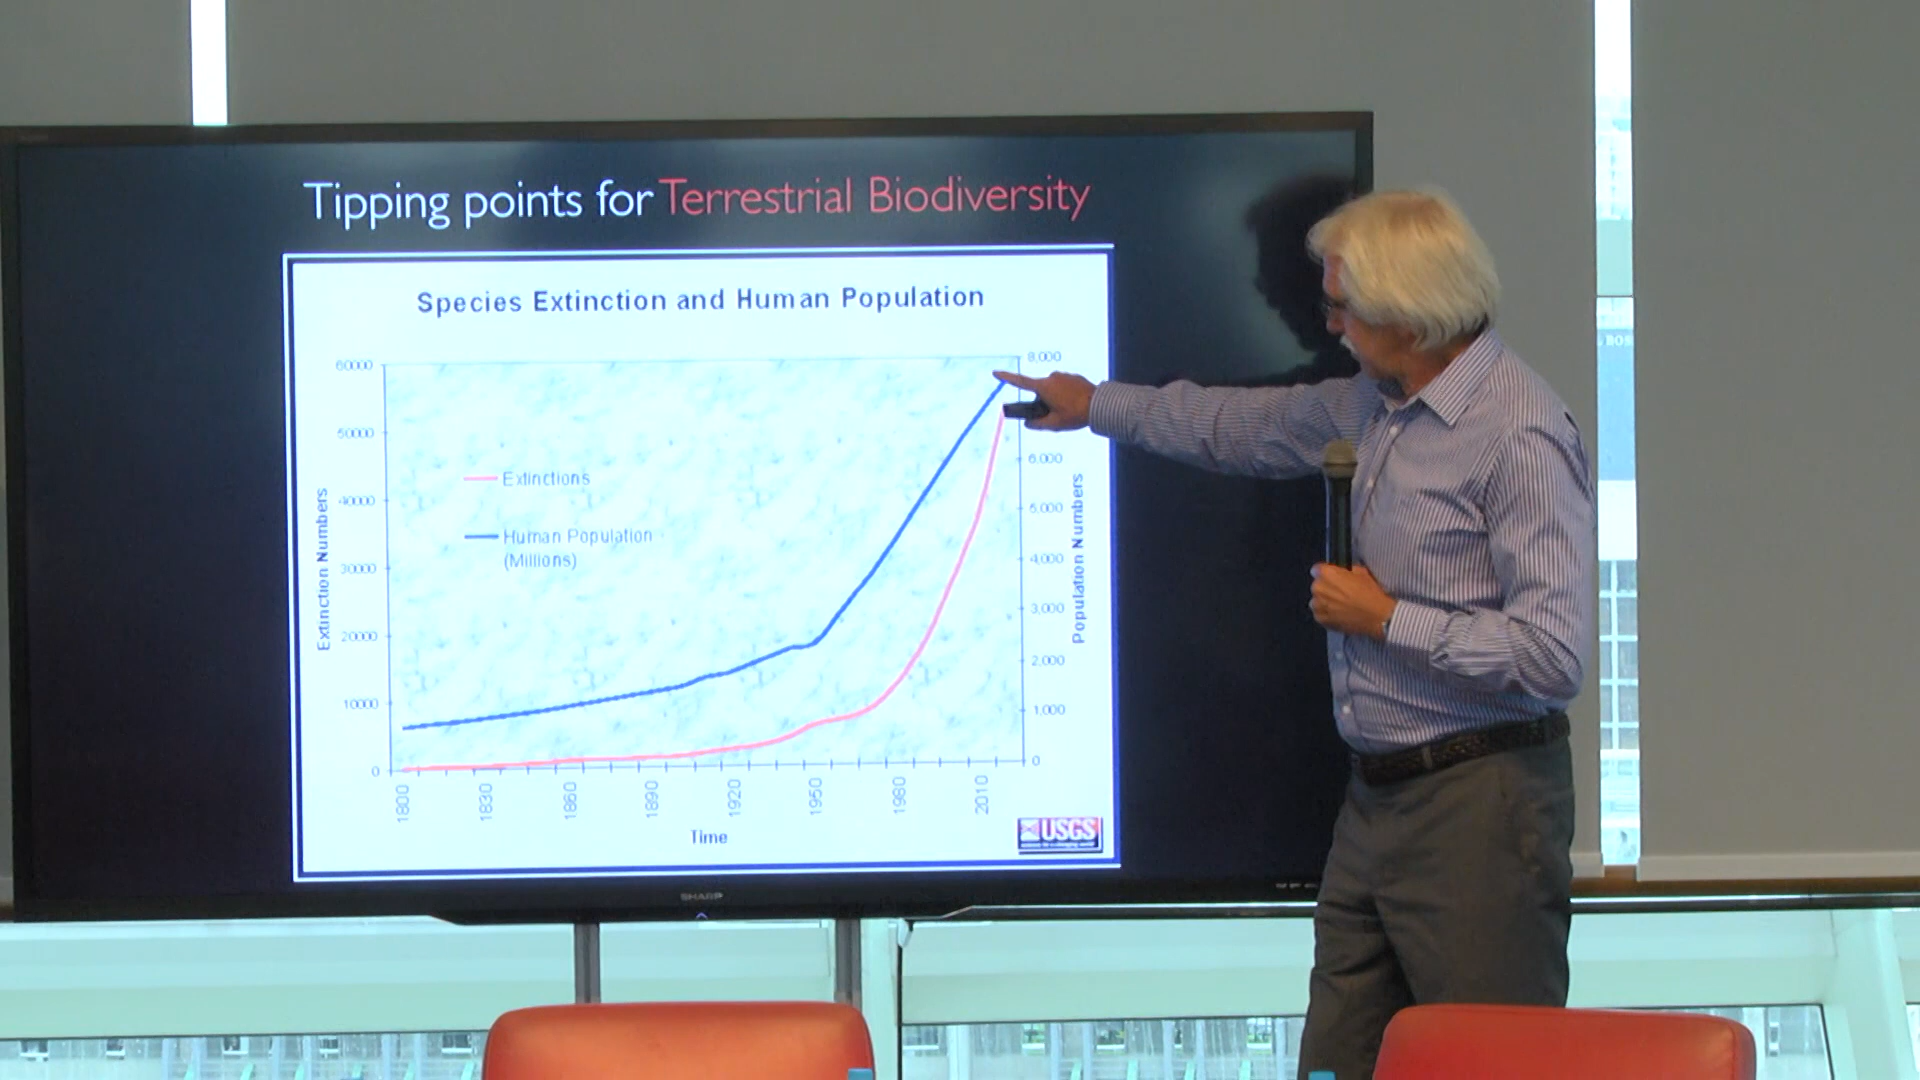 Tipping points for Terrestrial Biodiversity
Species Extinction and Human Population
60000
50000
40000
30000
20000
10000
0
Extinction Numbers
Extinctions
Human Population
(Millions)
8,000
6,000
5,000
4,000
3,000
2,000
1,000
0
Population Numbers
1800
1830
1860
1890
1920
1950
1980
2010
Time
USGS
SHARP